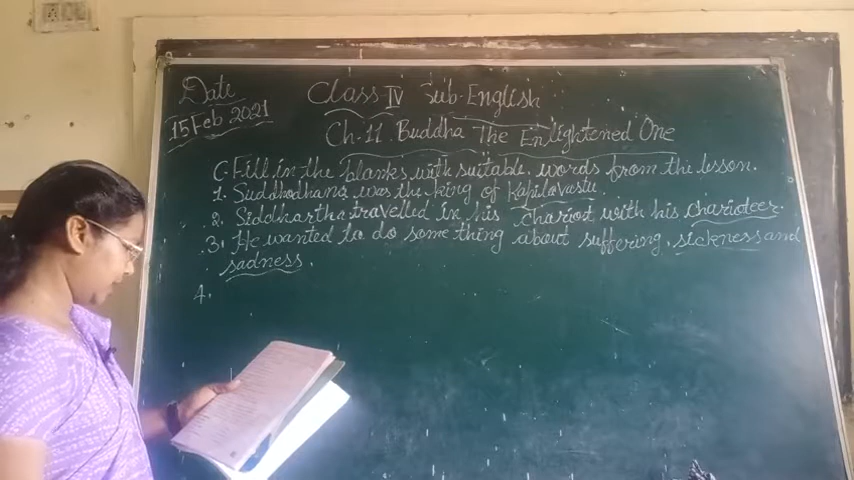 Date
15 Feb 2021
Class-IV Sub-English
Ch-11 Buddha The Enlightened One
C. Fill in the blanks with suitable words from the lesson.
1. Suddhodhana was the king of Kapilavastu
2. Siddhartha travelled in his chariot with his charioteer.
3. He wanted to do some thing about suffering, sickness and
sadness.
4.